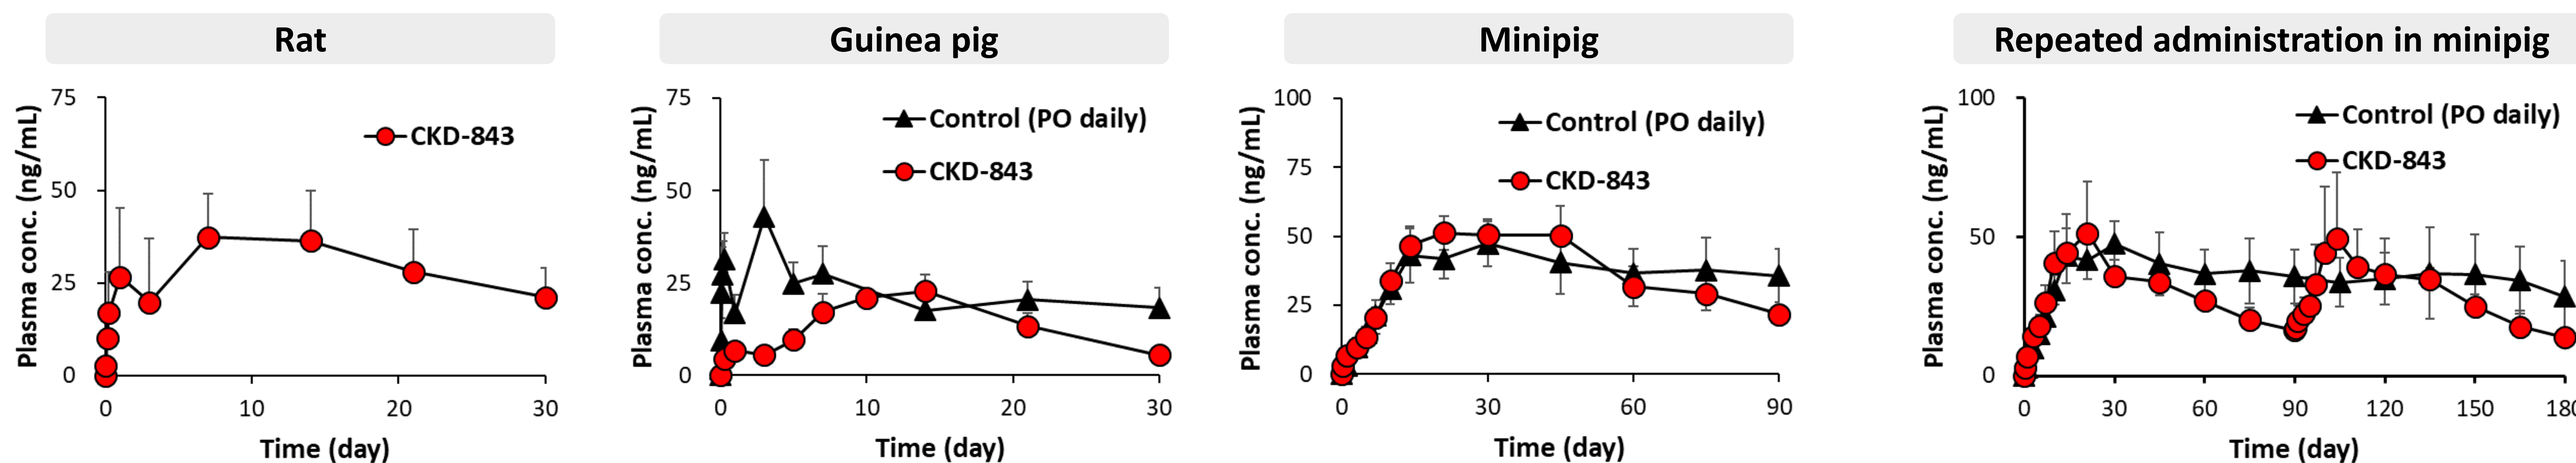 Rat
Plasma conc. (ng/mL)
75
50
25
0
CKD-843
0 10 20 30
Time (day)
Guinea pig
Plasma conc. (ng/mL)
75
50
25
0
Control (PO daily)
CKD-843
0 10 20 30
Time (day)
Minipig
Plasma conc. (ng/mL)
100
75
50
25
0
Control (PO daily)
CKD-843
0 30 60 90
Time (day)
Repeated administration in minipig
Plasma conc. (ng/mL)
100
50
0
Control (PO daily)
CKD-843
0 30 60 90 120 150 180
Time (day)